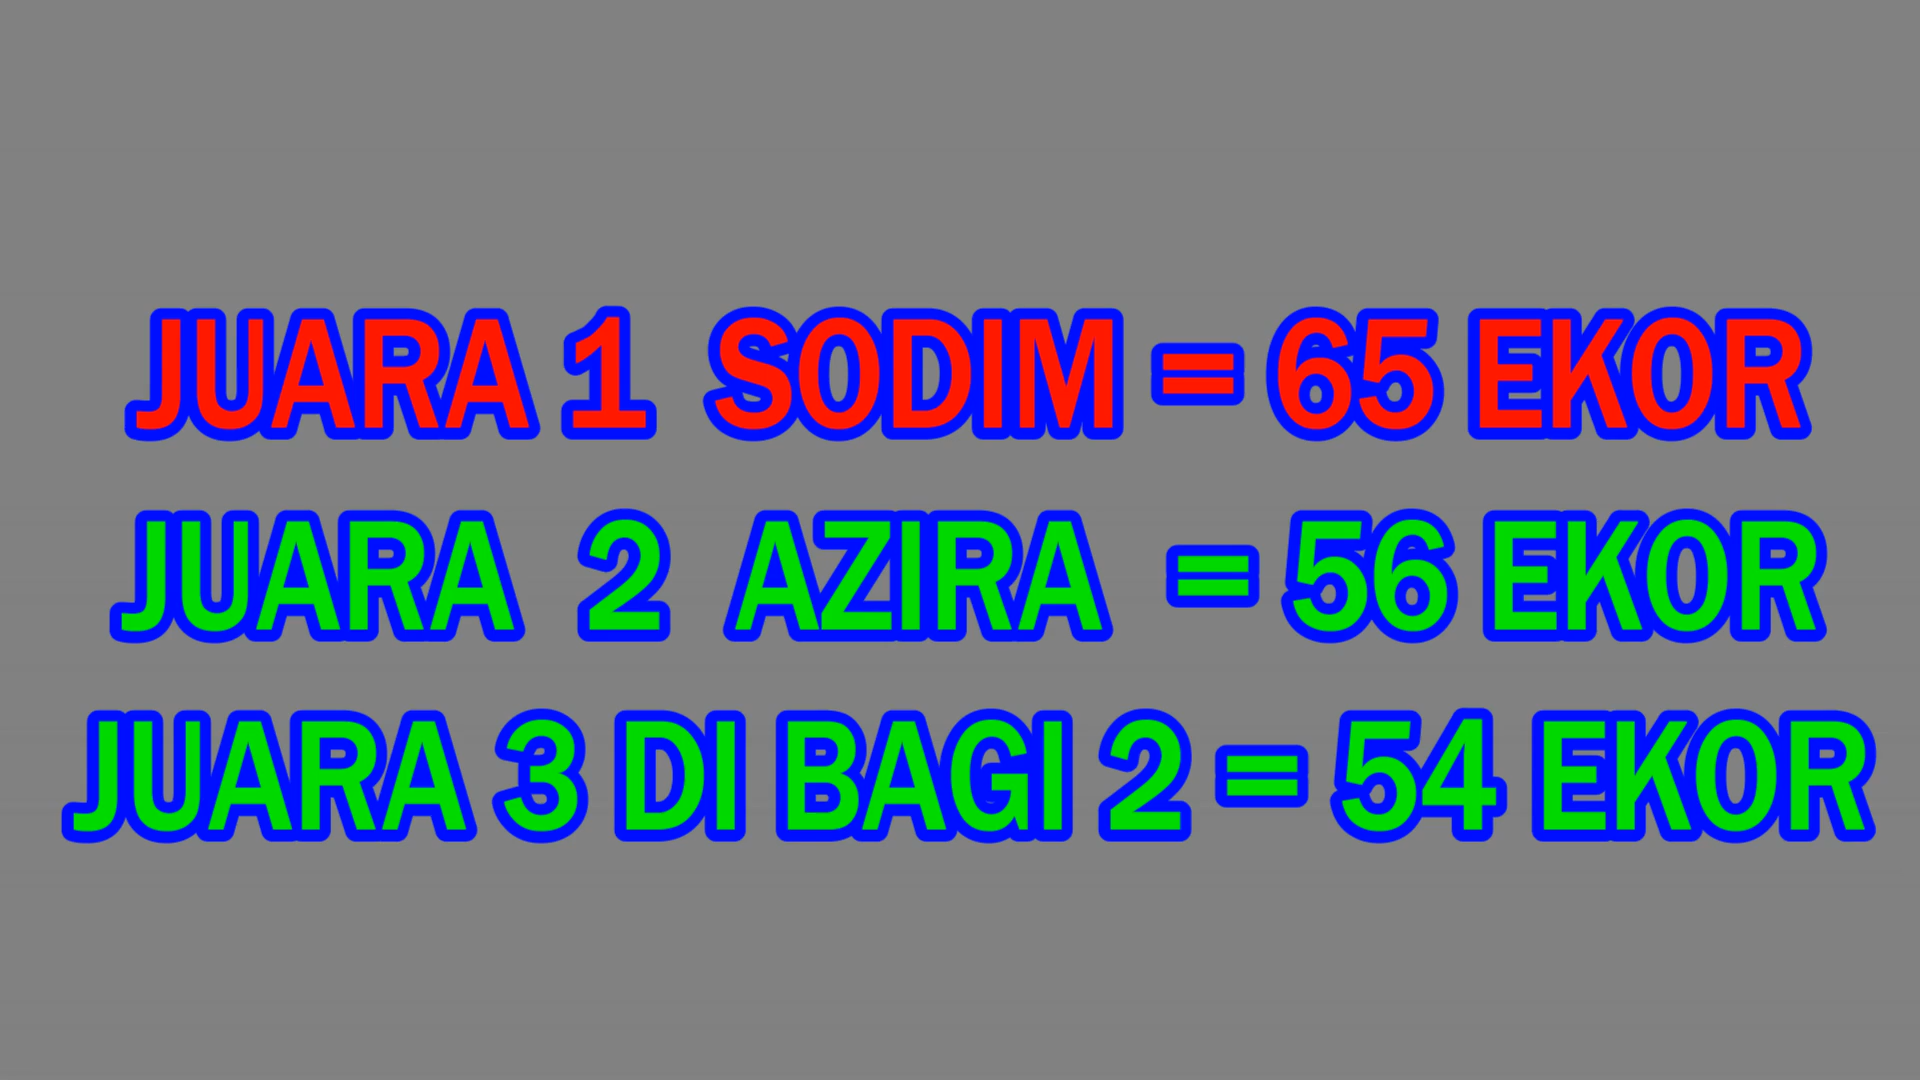 JUARA 1 SODIM = 65 EKOR
JUARA 2 AZIRA = 56 EKOR
JUARA 3 DI BAGI 2 = 54 EKOR